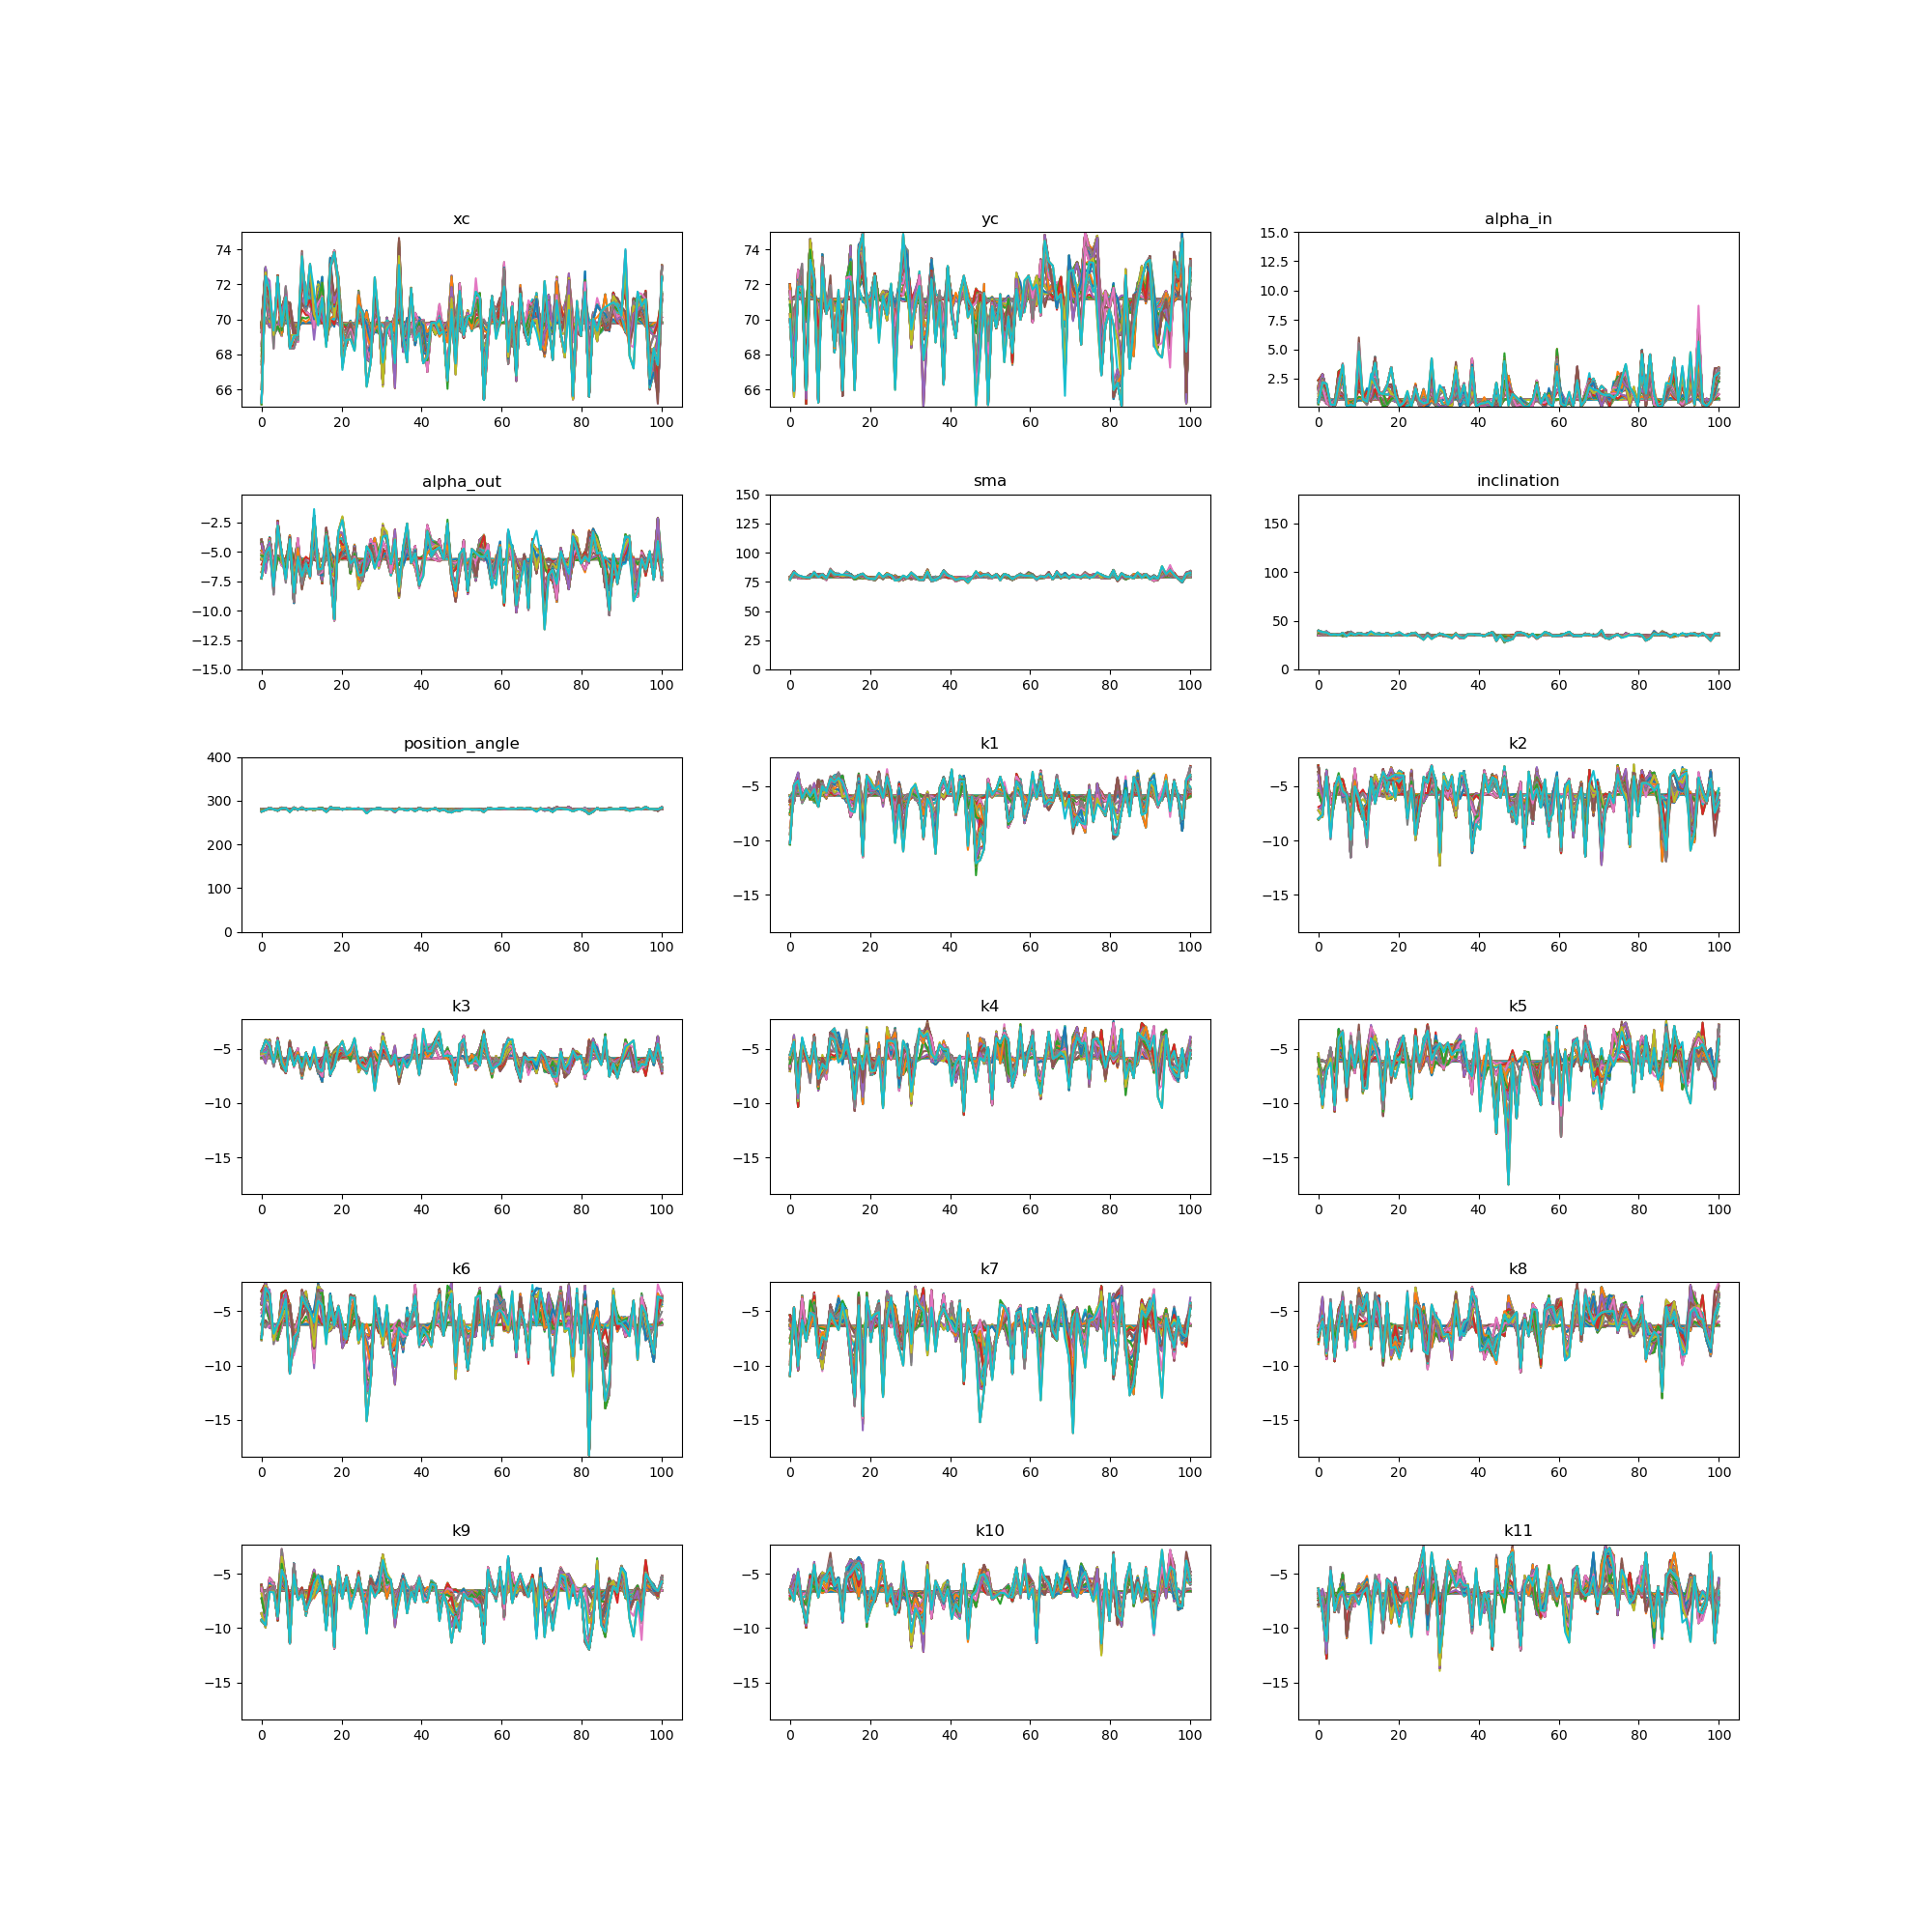 xc yc alpha_in
74 72 70 68 66
0 20 40 60 80 100
74 72 70 68 66
0 20 40 60 80 100
15.0 12.5 10.0 7.5 5.0 2.5
0 20 40 60 80 100
alpha_out sma inclination
−2.5 −5.0 −7.5 −10.0 −12.5 −15.0
0 20 40 60 80 100
150 125 100 75 50 25 0
0 20 40 60 80 100
150 100 50 0
0 20 40 60 80 100
position_angle k1 k2
400 300 200 100 0
0 20 40 60 80 100
−5 −10 −15
0 20 40 60 80 100
−5 −10 −15
0 20 40 60 80 100
k3 k4 k5
−5 −10 −15
0 20 40 60 80 100
−5 −10 −15
0 20 40 60 80 100
−5 −10 −15
0 20 40 60 80 100
k6 k7 k8
−5 −10 −15
0 20 40 60 80 100
−5 −10 −15
0 20 40 60 80 100
−5 −10 −15
0 20 40 60 80 100
k9 k10 k11
−5 −10 −15
0 20 40 60 80 100
−5 −10 −15
0 20 40 60 80 100
−5 −10 −15
0 20 40 60 80 100